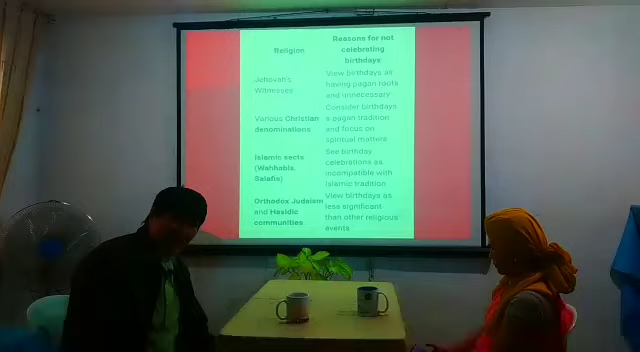 Religion
Reasons for not
celebrating
birthdays
Jehovah's
Witnesses
View birthdays as
having pagan roots
and unnecessary
Various Christian
denominations
Consider birthdays
a pagan tradition
and focus on
spiritual matters
Islamic sects
(Wahhabis,
Salafis)
See birthday
celebrations as
incompatible with
Islamic tradition
Orthodox Judaism
and Hasidic
communities
View birthdays as
less significant
than other religious
events